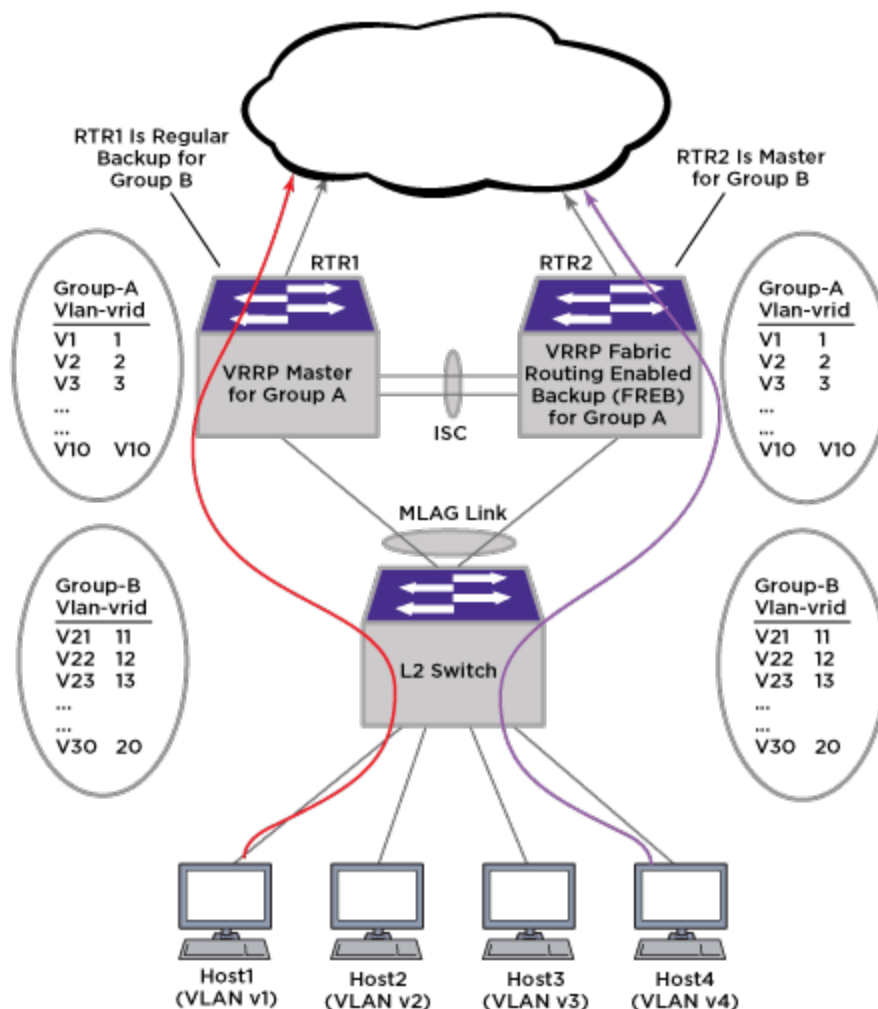 RTR1 Is Regular
Backup for
Group B
RTR2 Is Master
for Group B
RTR1
RTR2
Group-A
Vlan-vrid
V1 1
V2 2
V3 3
...
...
V10 V10
VRRP Master
for Group A
ISC
VRRP Fabric
Routing Enabled
Backup (FREB)
for Group A
Group-A
Vlan-vrid
V1 1
V2 2
V3 3
...
...
V10 V10
MLAG Link
Group-B
Vlan-vrid
V21 11
V22 12
V23 13
...
...
V30 20
L2 Switch
Group-B
Vlan-vrid
V21 11
V22 12
V23 13
...
...
V30 20
Host1
(VLAN v1)
Host2
(VLAN v2)
Host3
(VLAN v3)
Host4
(VLAN v4)